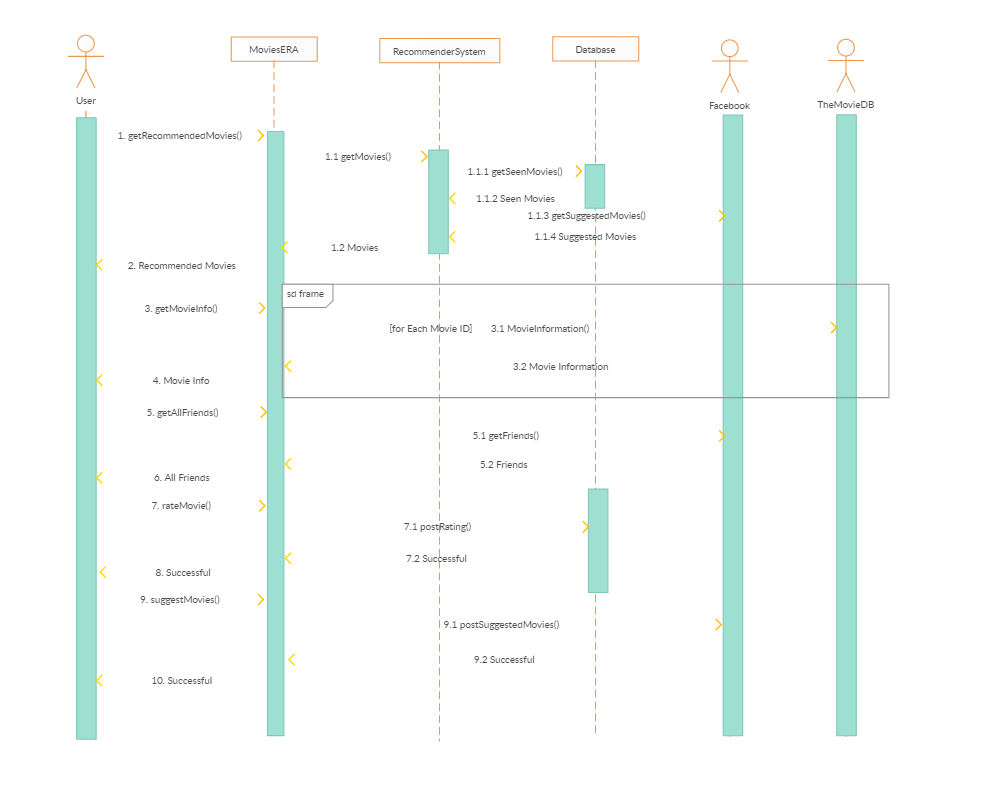 MoviesERA
RecommenderSystem
Database
User
Facebook
TheMovieDB
1. getRecommendedMovies()
1.1 getMovies()
1.1.1 getSeenMovies()
1.1.2 Seen Movies
1.1.3 getSuggestedMovies()
1.1.4 Suggested Movies
1.2 Movies
2. Recommended Movies
sd frame
3. getMovieInfo()
[for Each Movie ID] 3.1 MovieInformation()
3.2 Movie Information
4. Movie Info
5. getAllFriends()
5.1 getFriends()
5.2 Friends
6. All Friends
7. rateMovie()
7.1 postRating()
7.2 Successful
8. Successful
9. suggestMovies()
9.1 postSuggestedMovies()
9.2 Successful
10. Successful